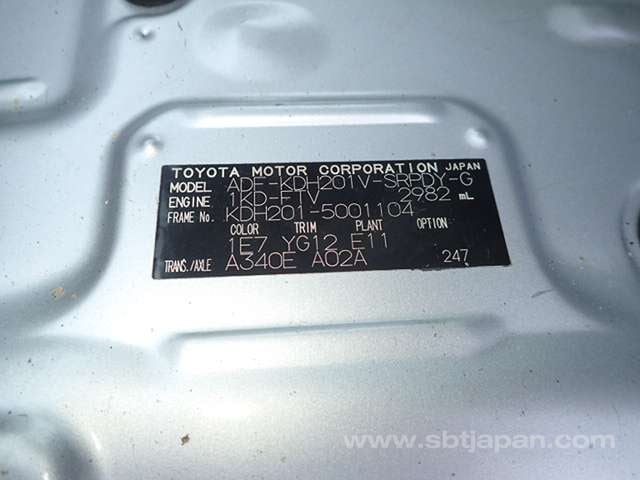 TOYOTA MOTOR CORPORATION JAPAN
MODEL ADF-KDH201V-SRPDY-G
ENGINE 1KD-FTV 2982 mL
FRAME No. KDH201-5001104
COLOR TRIM PLANT OPTION
1E7 YG12 E11
TRANS./AXLE A340E A02A 247
www.sbtjapan.com